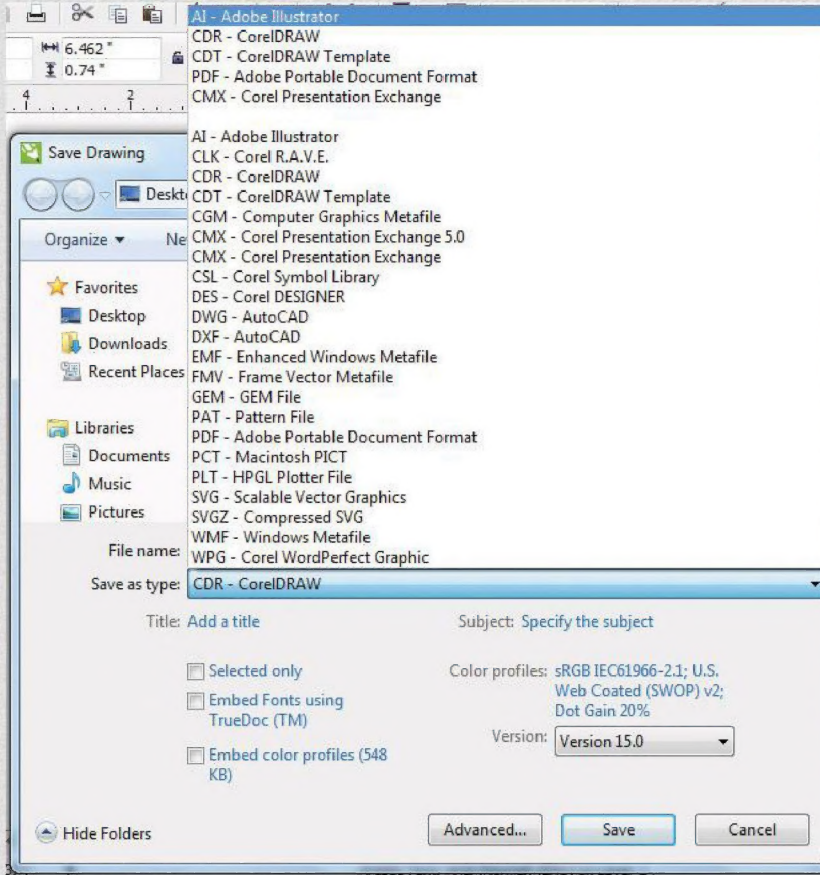 AI - Adobe Illustrator
CDR - CorelDRAW
CDT - CorelDRAW Template
PDF - Adobe Portable Document Format
CMX - Corel Presentation Exchange
6.462 "
0.74 "
4 2
AI - Adobe Illustrator
CLK - Corel R.A.V.E.
CDR - CorelDRAW
CDT - CorelDRAW Template
CGM - Computer Graphics Metafile
CMX - Corel Presentation Exchange 5.0
CMX - Corel Presentation Exchange
CSL - Corel Symbol Library
DES - Corel DESIGNER
DWG - AutoCAD
DXF - AutoCAD
EMF - Enhanced Windows Metafile
FMV - Frame Vector Metafile
GEM - GEM File
PAT - Pattern File
PDF - Adobe Portable Document Format
PCT - Macintosh PICT
PLT - HPGL Plotter File
SVG - Scalable Vector Graphics
SVGZ - Compressed SVG
WMF - Windows Metafile
WPG - Corel WordPerfect Graphic
Save Drawing
Deskt
Organize Ne
Favorites
Desktop
Downloads
Recent Places
Libraries
Documents
Music
Pictures
File name:
Save as type: CDR - CorelDRAW
Title: Add a title
Subject: Specify the subject
Selected only
Embed Fonts using
TrueDoc (TM)
Embed color profiles (548
KB)
Color profiles: sRGB IEC61966-2.1; U.S.
Web Coated (SWOP) v2;
Dot Gain 20%
Version: Version 15.0
Hide Folders
Advanced... Save Cancel